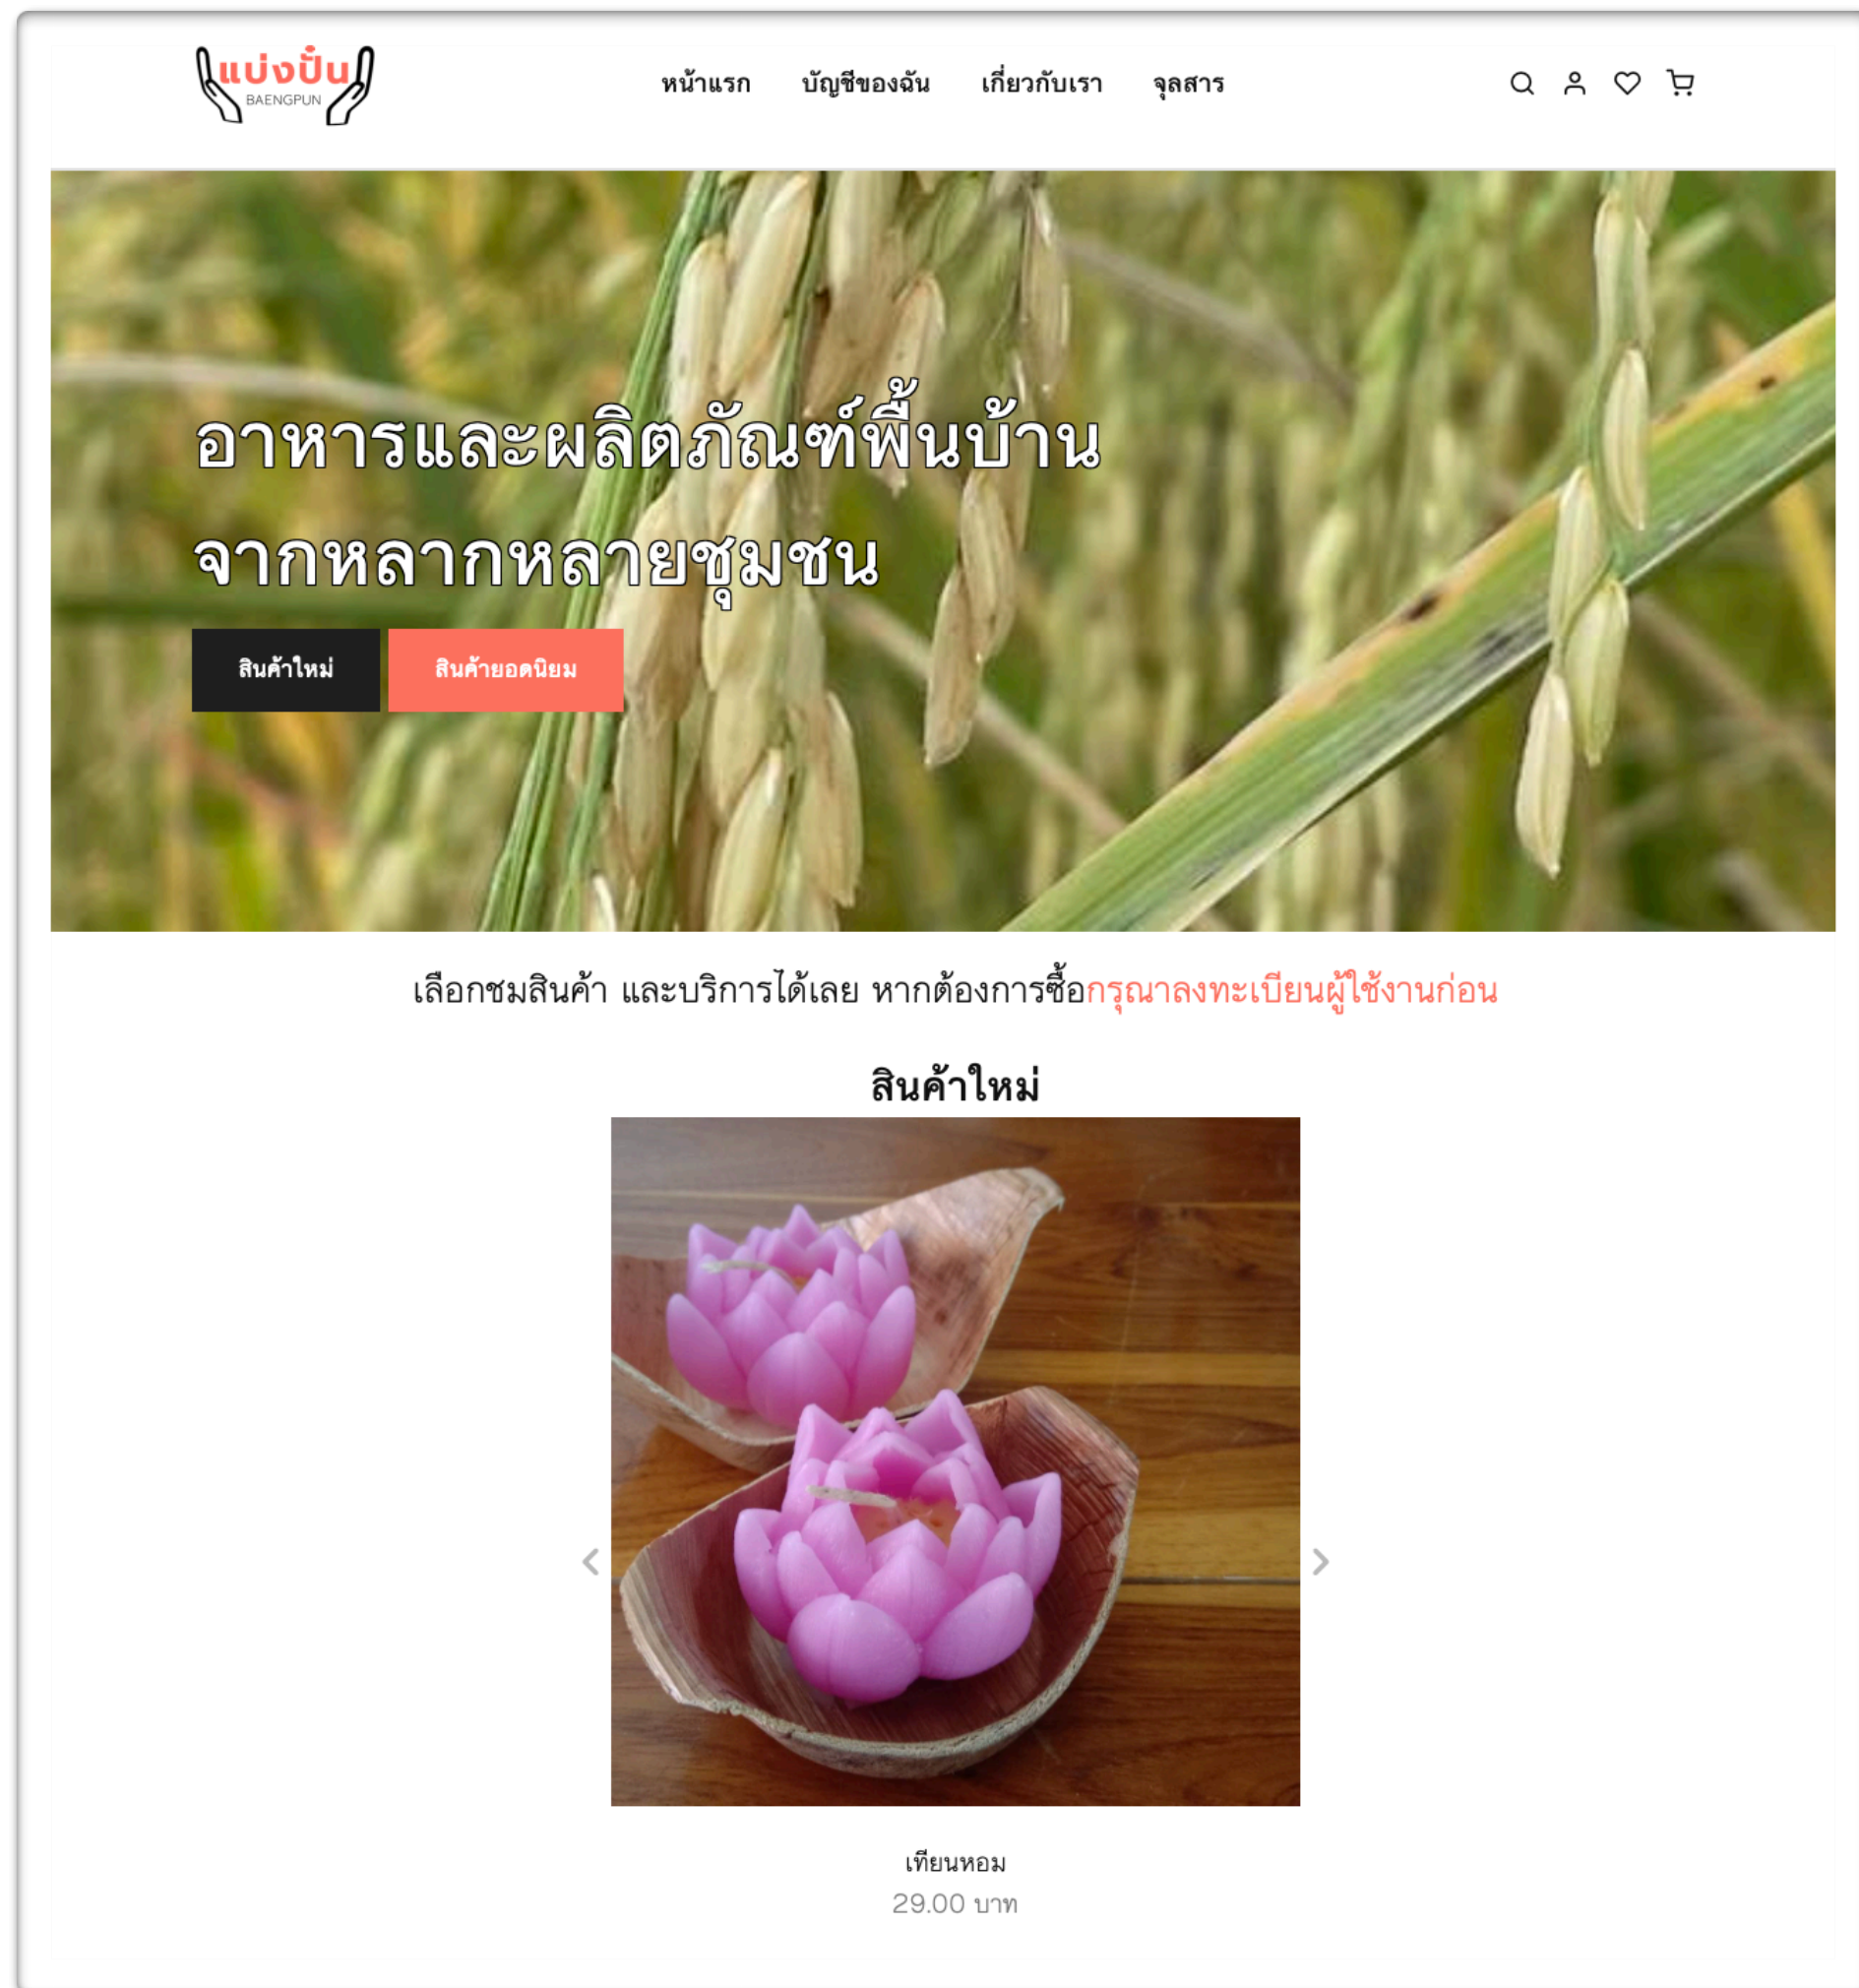 แบ่งปั๋น
BAENGPUN
หน้าแรก บัญชีของฉัน เกี่ยวกับเรา จุลสาร
อาหารและผลิตภัณฑ์พื้นบ้าน
จากหลากหลายชุมชน
สินค้าใหม่ สินค้ายอดนิยม
เลือกชมสินค้า และบริการได้เลย หากต้องการซื้อกรุณาลงทะเบียนผู้ใช้งานก่อน
สินค้าใหม่
เทียนหอม
29.00 บาท